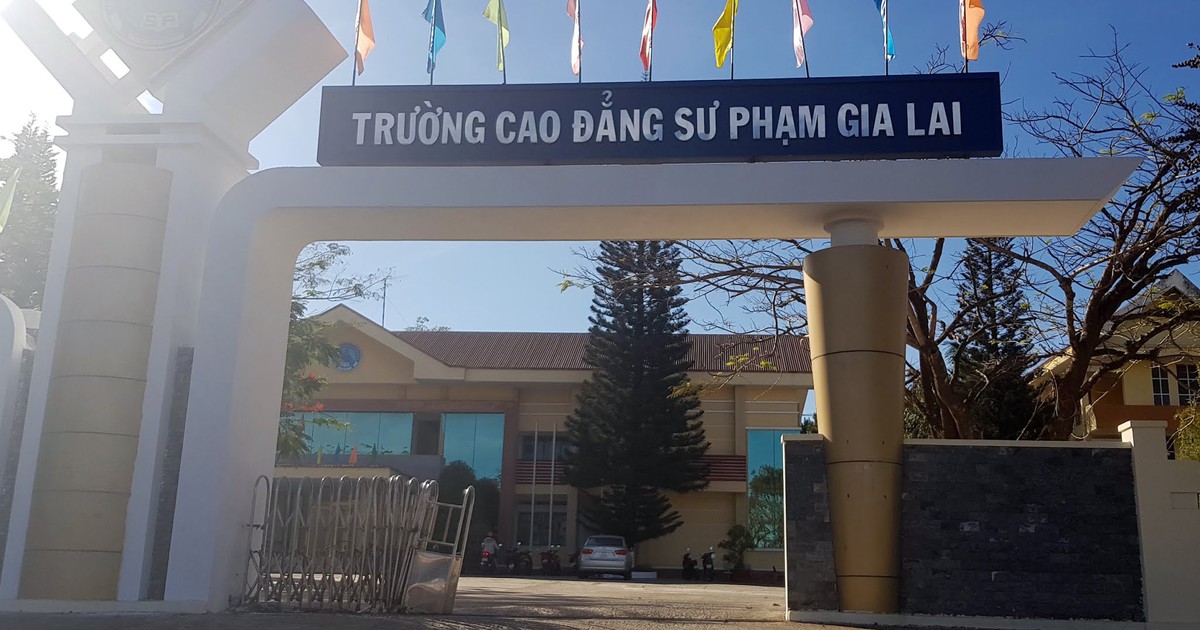 TRƯỜNG CAO ĐẲNG SƯ PHẠM GIA LAI